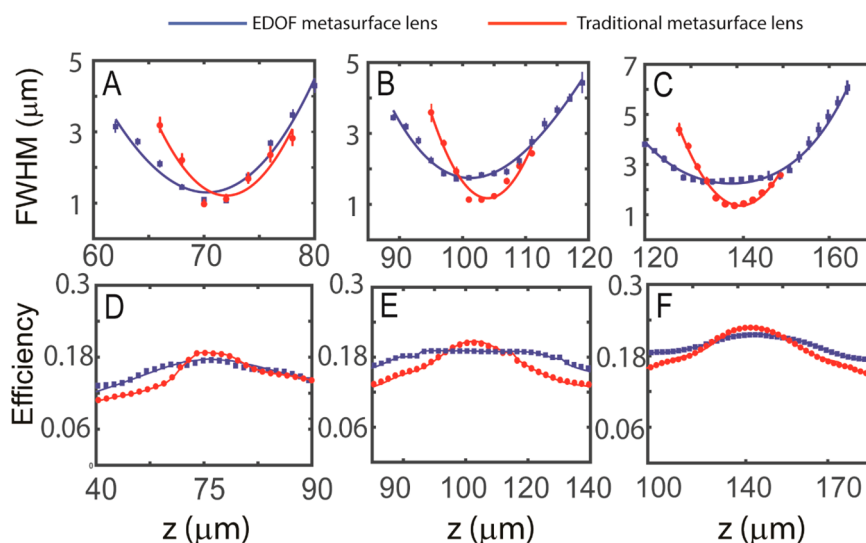 EDOF metasurface lens Traditional metasurface lens
A B C
FWHM (μm)
5 3 1
60 70 80
5 3 1
90 100 110 119
7 5 3 1
120 140 160
D E F
Efficiency
0.3 0.18 0.06 0
40 75 90
0.3 0.18 0.06
90 100 120 140
0.3 0.18 0.06
100 140 170
z (μm) z (μm) z (μm)